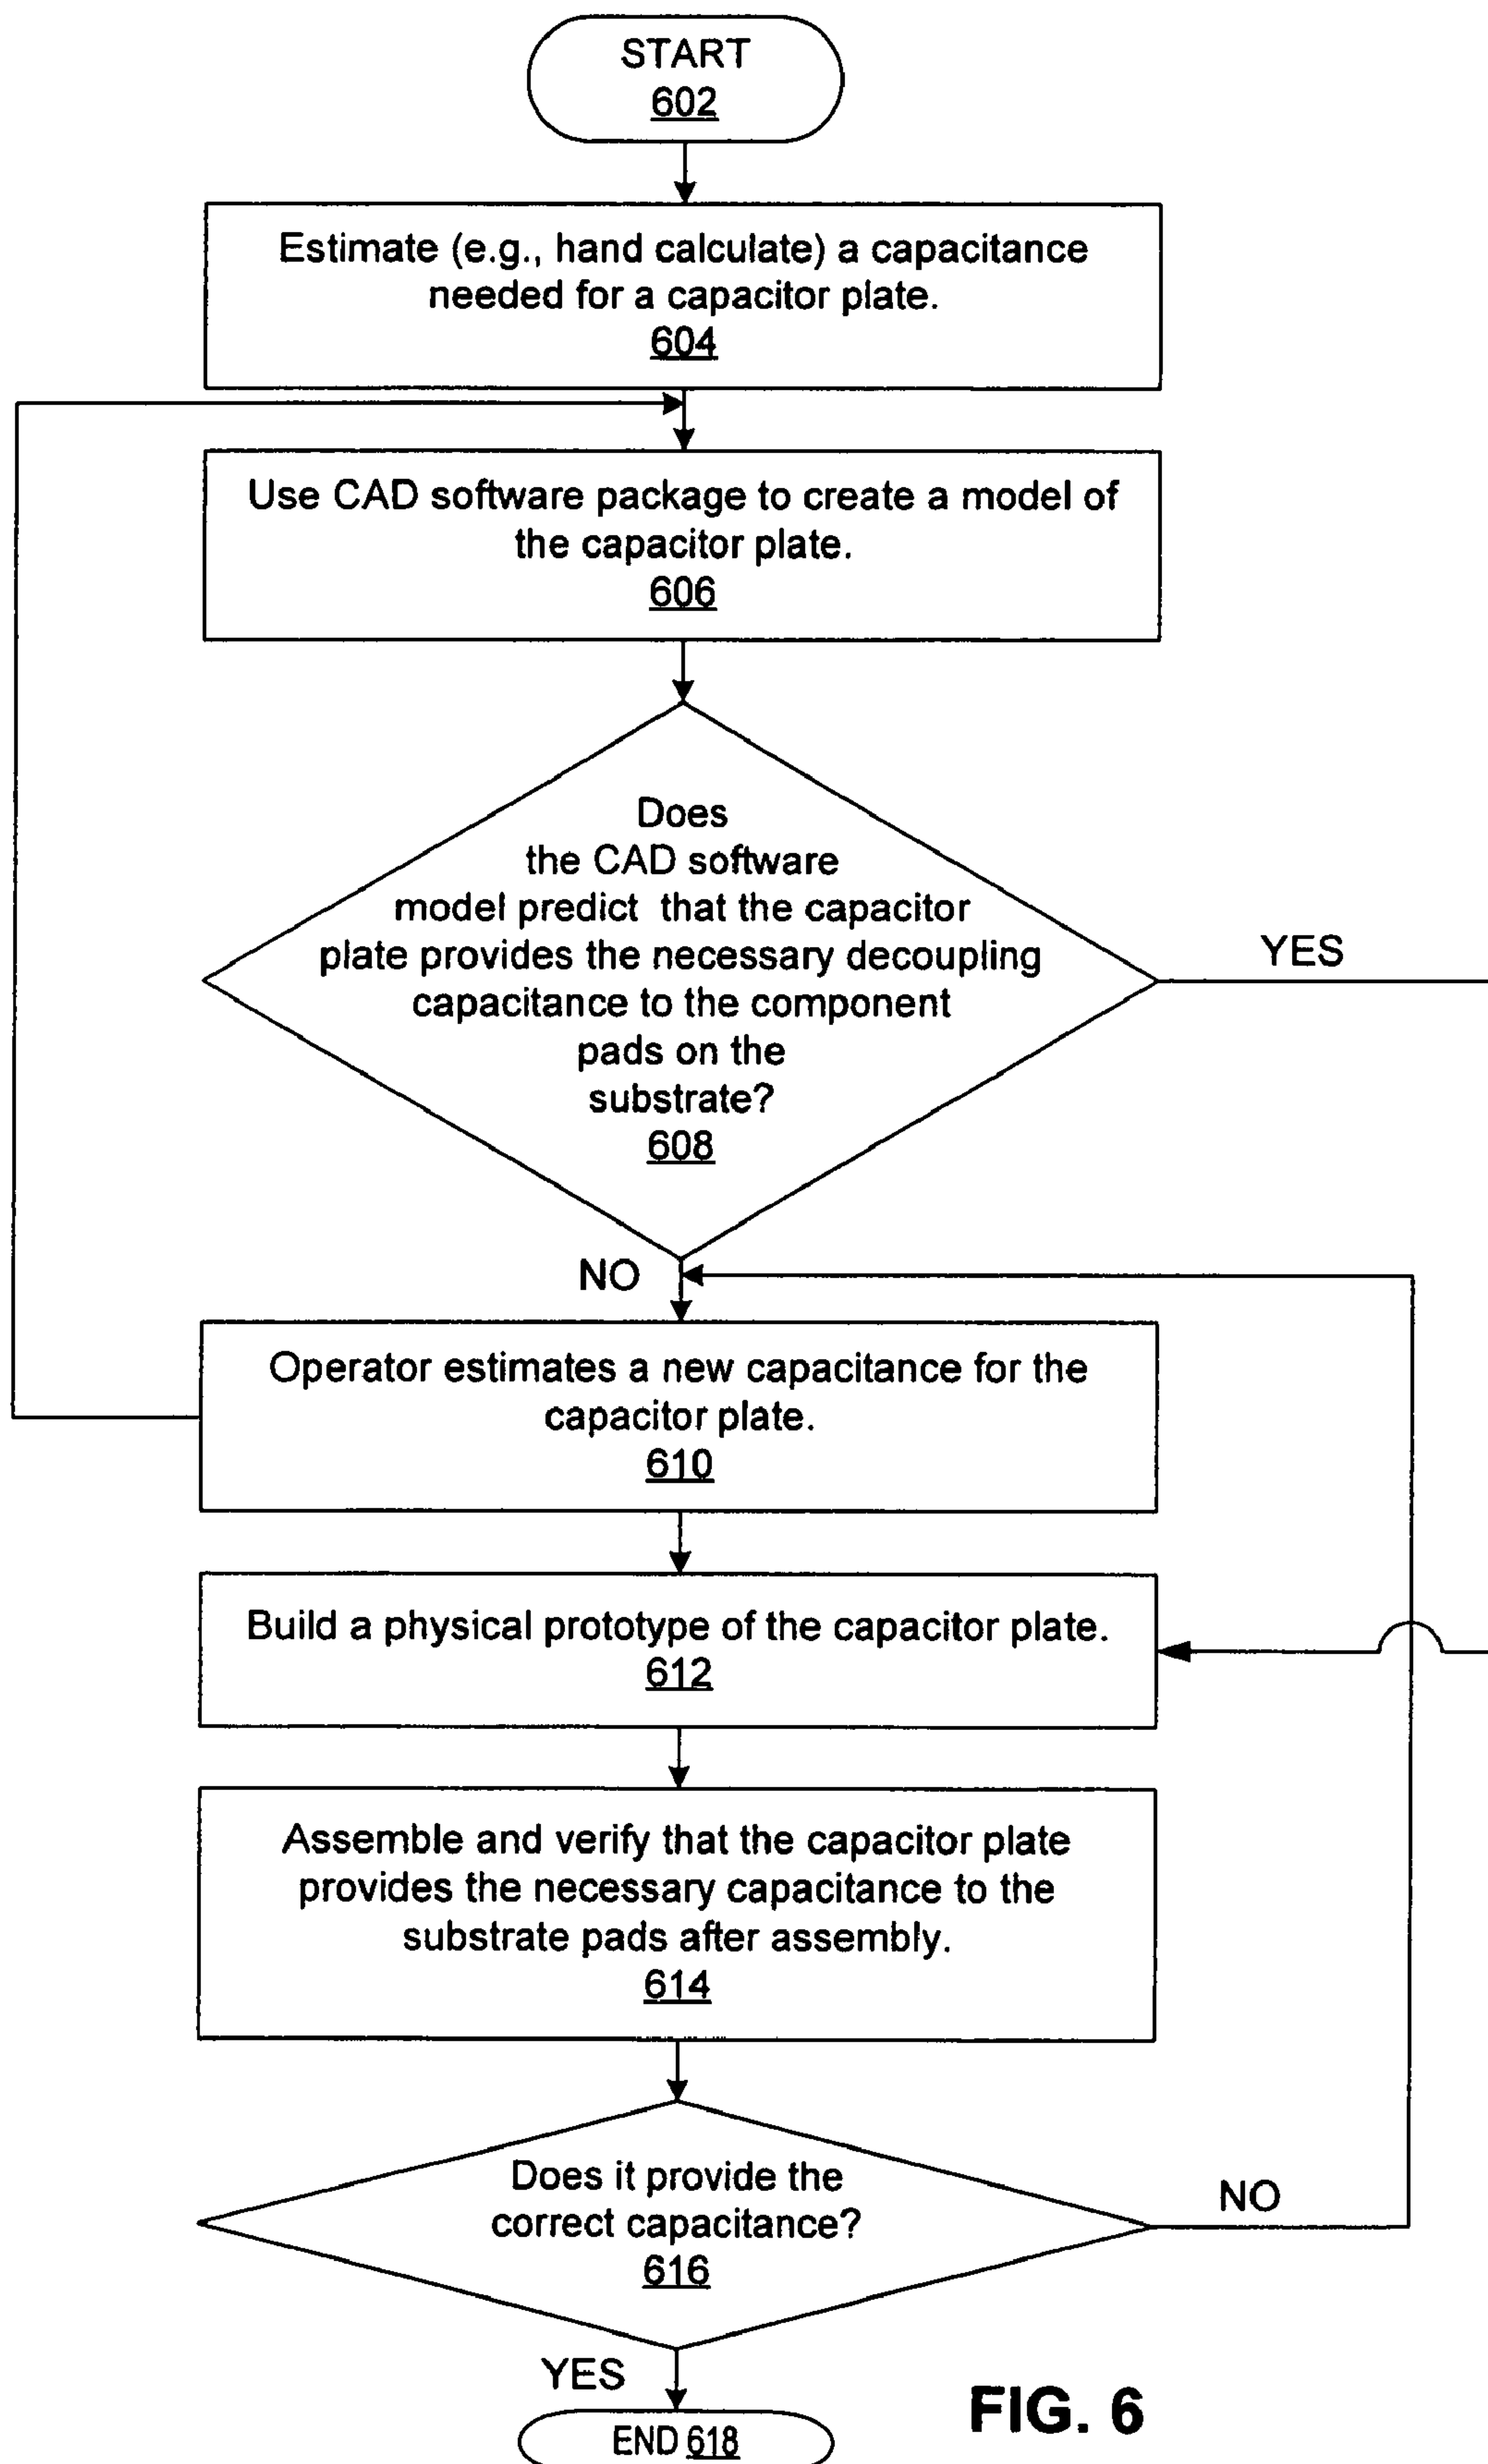 START
602
Estimate (e.g., hand calculate) a capacitance
needed for a capacitor plate.
604
Use CAD software package to create a model of
the capacitor plate.
606
Does
the CAD software
model predict that the capacitor
plate provides the necessary decoupling
capacitance to the component
pads on the
substrate?
608
YES
NO
Operator estimates a new capacitance for the
capacitor plate.
610
Build a physical prototype of the capacitor plate.
612
Assemble and verify that the capacitor plate
provides the necessary capacitance to the
substrate pads after assembly.
614
Does it provide the
correct capacitance?
616
NO
YES
END 618
FIG. 6